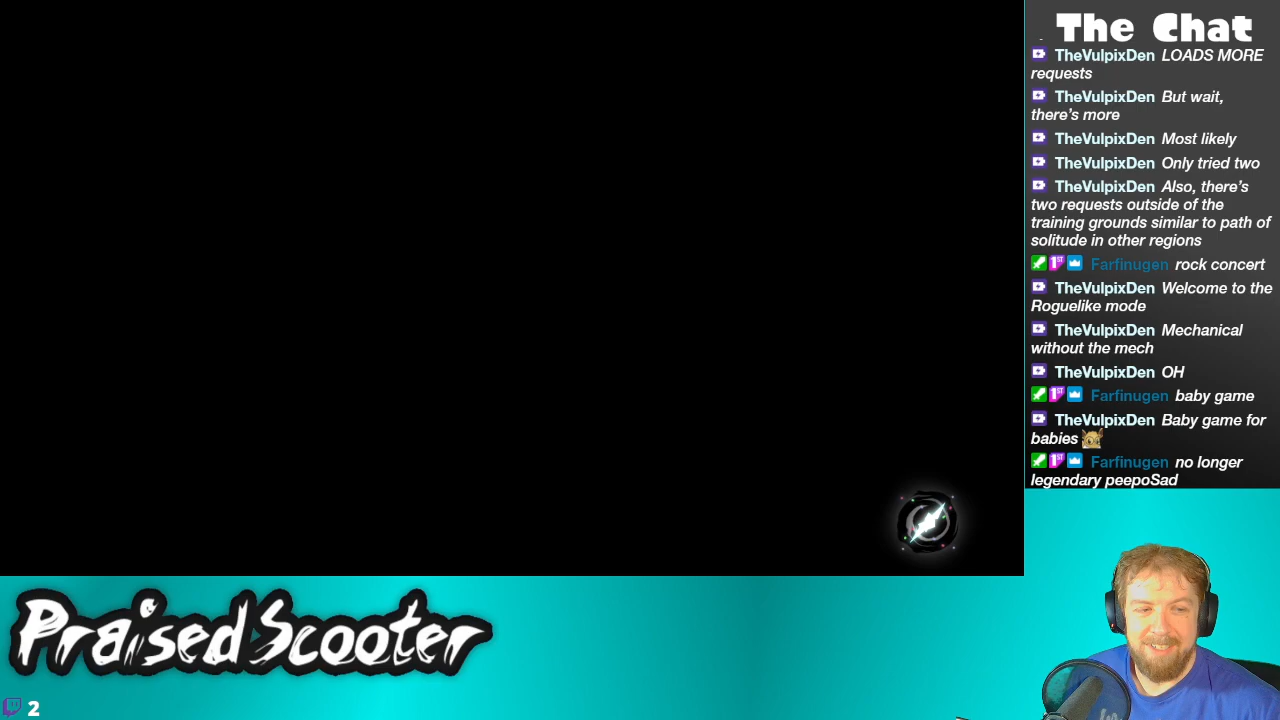 The Chat
TheVulpixDen LOADS MORE
requests
TheVulpixDen But wait,
there's more
TheVulpixDen Most likely
TheVulpixDen Only tried two
TheVulpixDen Also, there's
two requests outside of the
training grounds similar to path of
solitude in other regions
1ST Farfinugen rock concert
TheVulpixDen Welcome to the
Roguelike mode
TheVulpixDen Mechanical
without the mech
TheVulpixDen OH
1ST Farfinugen baby game
TheVulpixDen Baby game for
babies
1ST Farfinugen no longer
legendary peepoSad
PraisedScooter
2